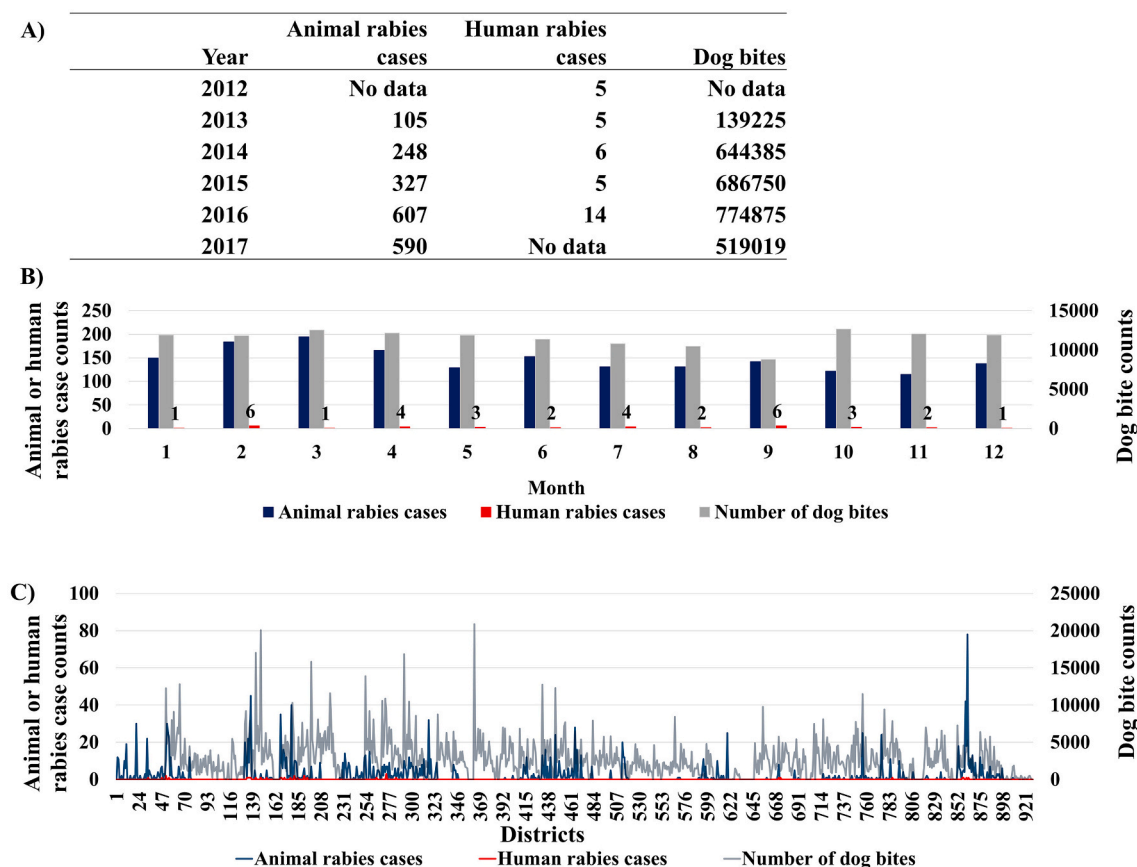 A)
Animal rabies Human rabies
Year cases cases Dog bites
2012 No data 5 No data
2013 105 5 139225
2014 248 6 644385
2015 327 5 686750
2016 607 14 774875
2017 590 No data 519019
B)
Animal or human
rabies case counts
250
200
150
100
50
0
15000
10000
5000
0
Dog bite counts
1 6 1 4 3 2 4 2 6 3 2 1
1 2 3 4 5 6 7 8 9 10 11 12
Month
Animal rabies cases Human rabies cases Number of dog bites
C)
Animal or human
rabies case counts
100
80
60
40
20
0
25000
20000
15000
10000
5000
0
Dog bite counts
1 24 47 70 93 116 139 162 185 208 231 254 277 300 323 346 369 392 415 438 461 484 507 530 553 576 599 622 645 668 691 714 737 760 783 806 829 852 875 898 921
Districts
Animal rabies cases Human rabies cases Number of dog bites